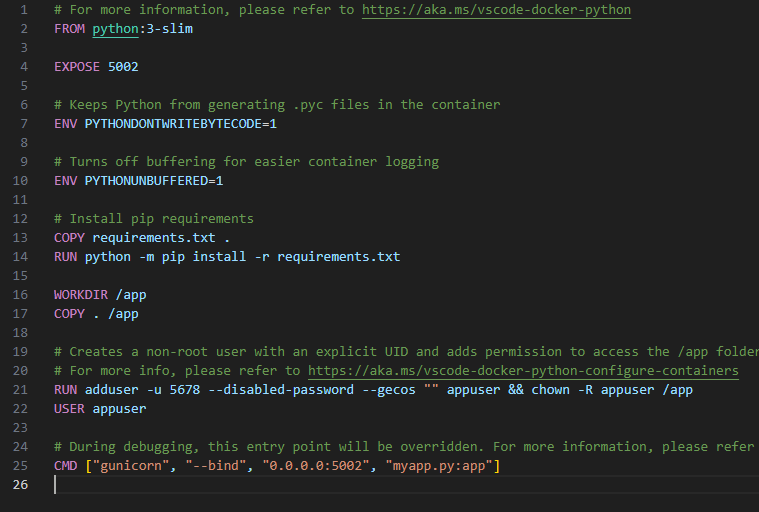 1 # For more information, please refer to https://aka.ms/vscode-docker-python
2 FROM python:3-slim
3
4 EXPOSE 5002
5
6 # Keeps Python from generating .pyc files in the container
7 ENV PYTHONDONTWRITEBYTECODE=1
8
9 # Turns off buffering for easier container logging
10 ENV PYTHONUNBUFFERED=1
11
12 # Install pip requirements
13 COPY requirements.txt .
14 RUN python -m pip install -r requirements.txt
15
16 WORKDIR /app
17 COPY . /app
18
19 # Creates a non-root user with an explicit UID and adds permission to access the /app folder
20 # For more info, please refer to https://aka.ms/vscode-docker-python-configure-containers
21 RUN adduser -u 5678 --disabled-password --gecos "" appuser && chown -R appuser /app
22 USER appuser
23
24 # During debugging, this entry point will be overridden. For more information, please refer
25 CMD ["gunicorn", "--bind", "0.0.0.0:5002", "myapp.py:app"]
26